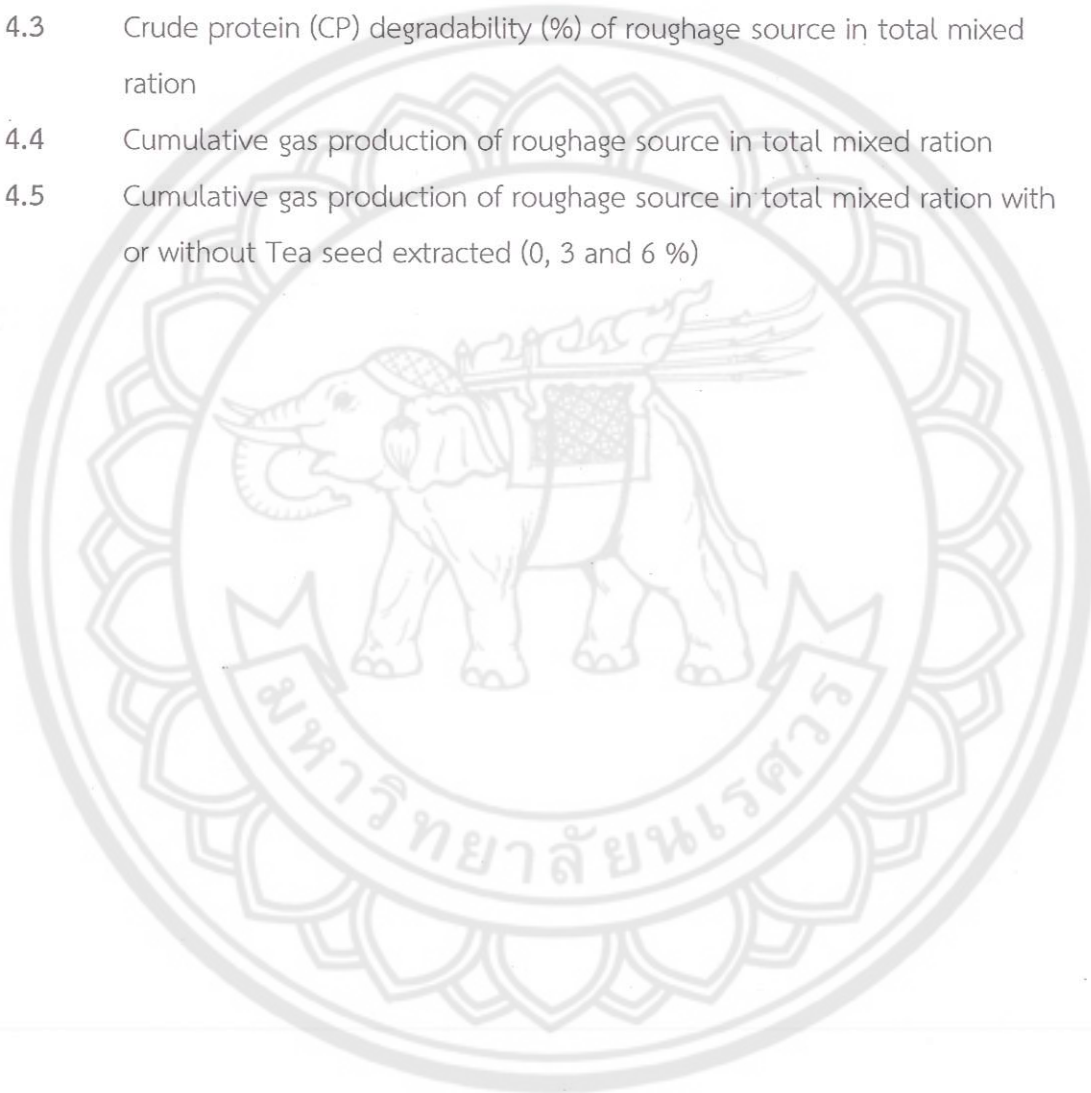 4.3 Crude protein (CP) degradability (%) of roughage source in total mixed
ration
4.4 Cumulative gas production of roughage source in total mixed ration
4.5 Cumulative gas production of roughage source in total mixed ration with
or without Tea seed extracted (0, 3 and 6 %)
มหาวิทยาลัยนเรศวร